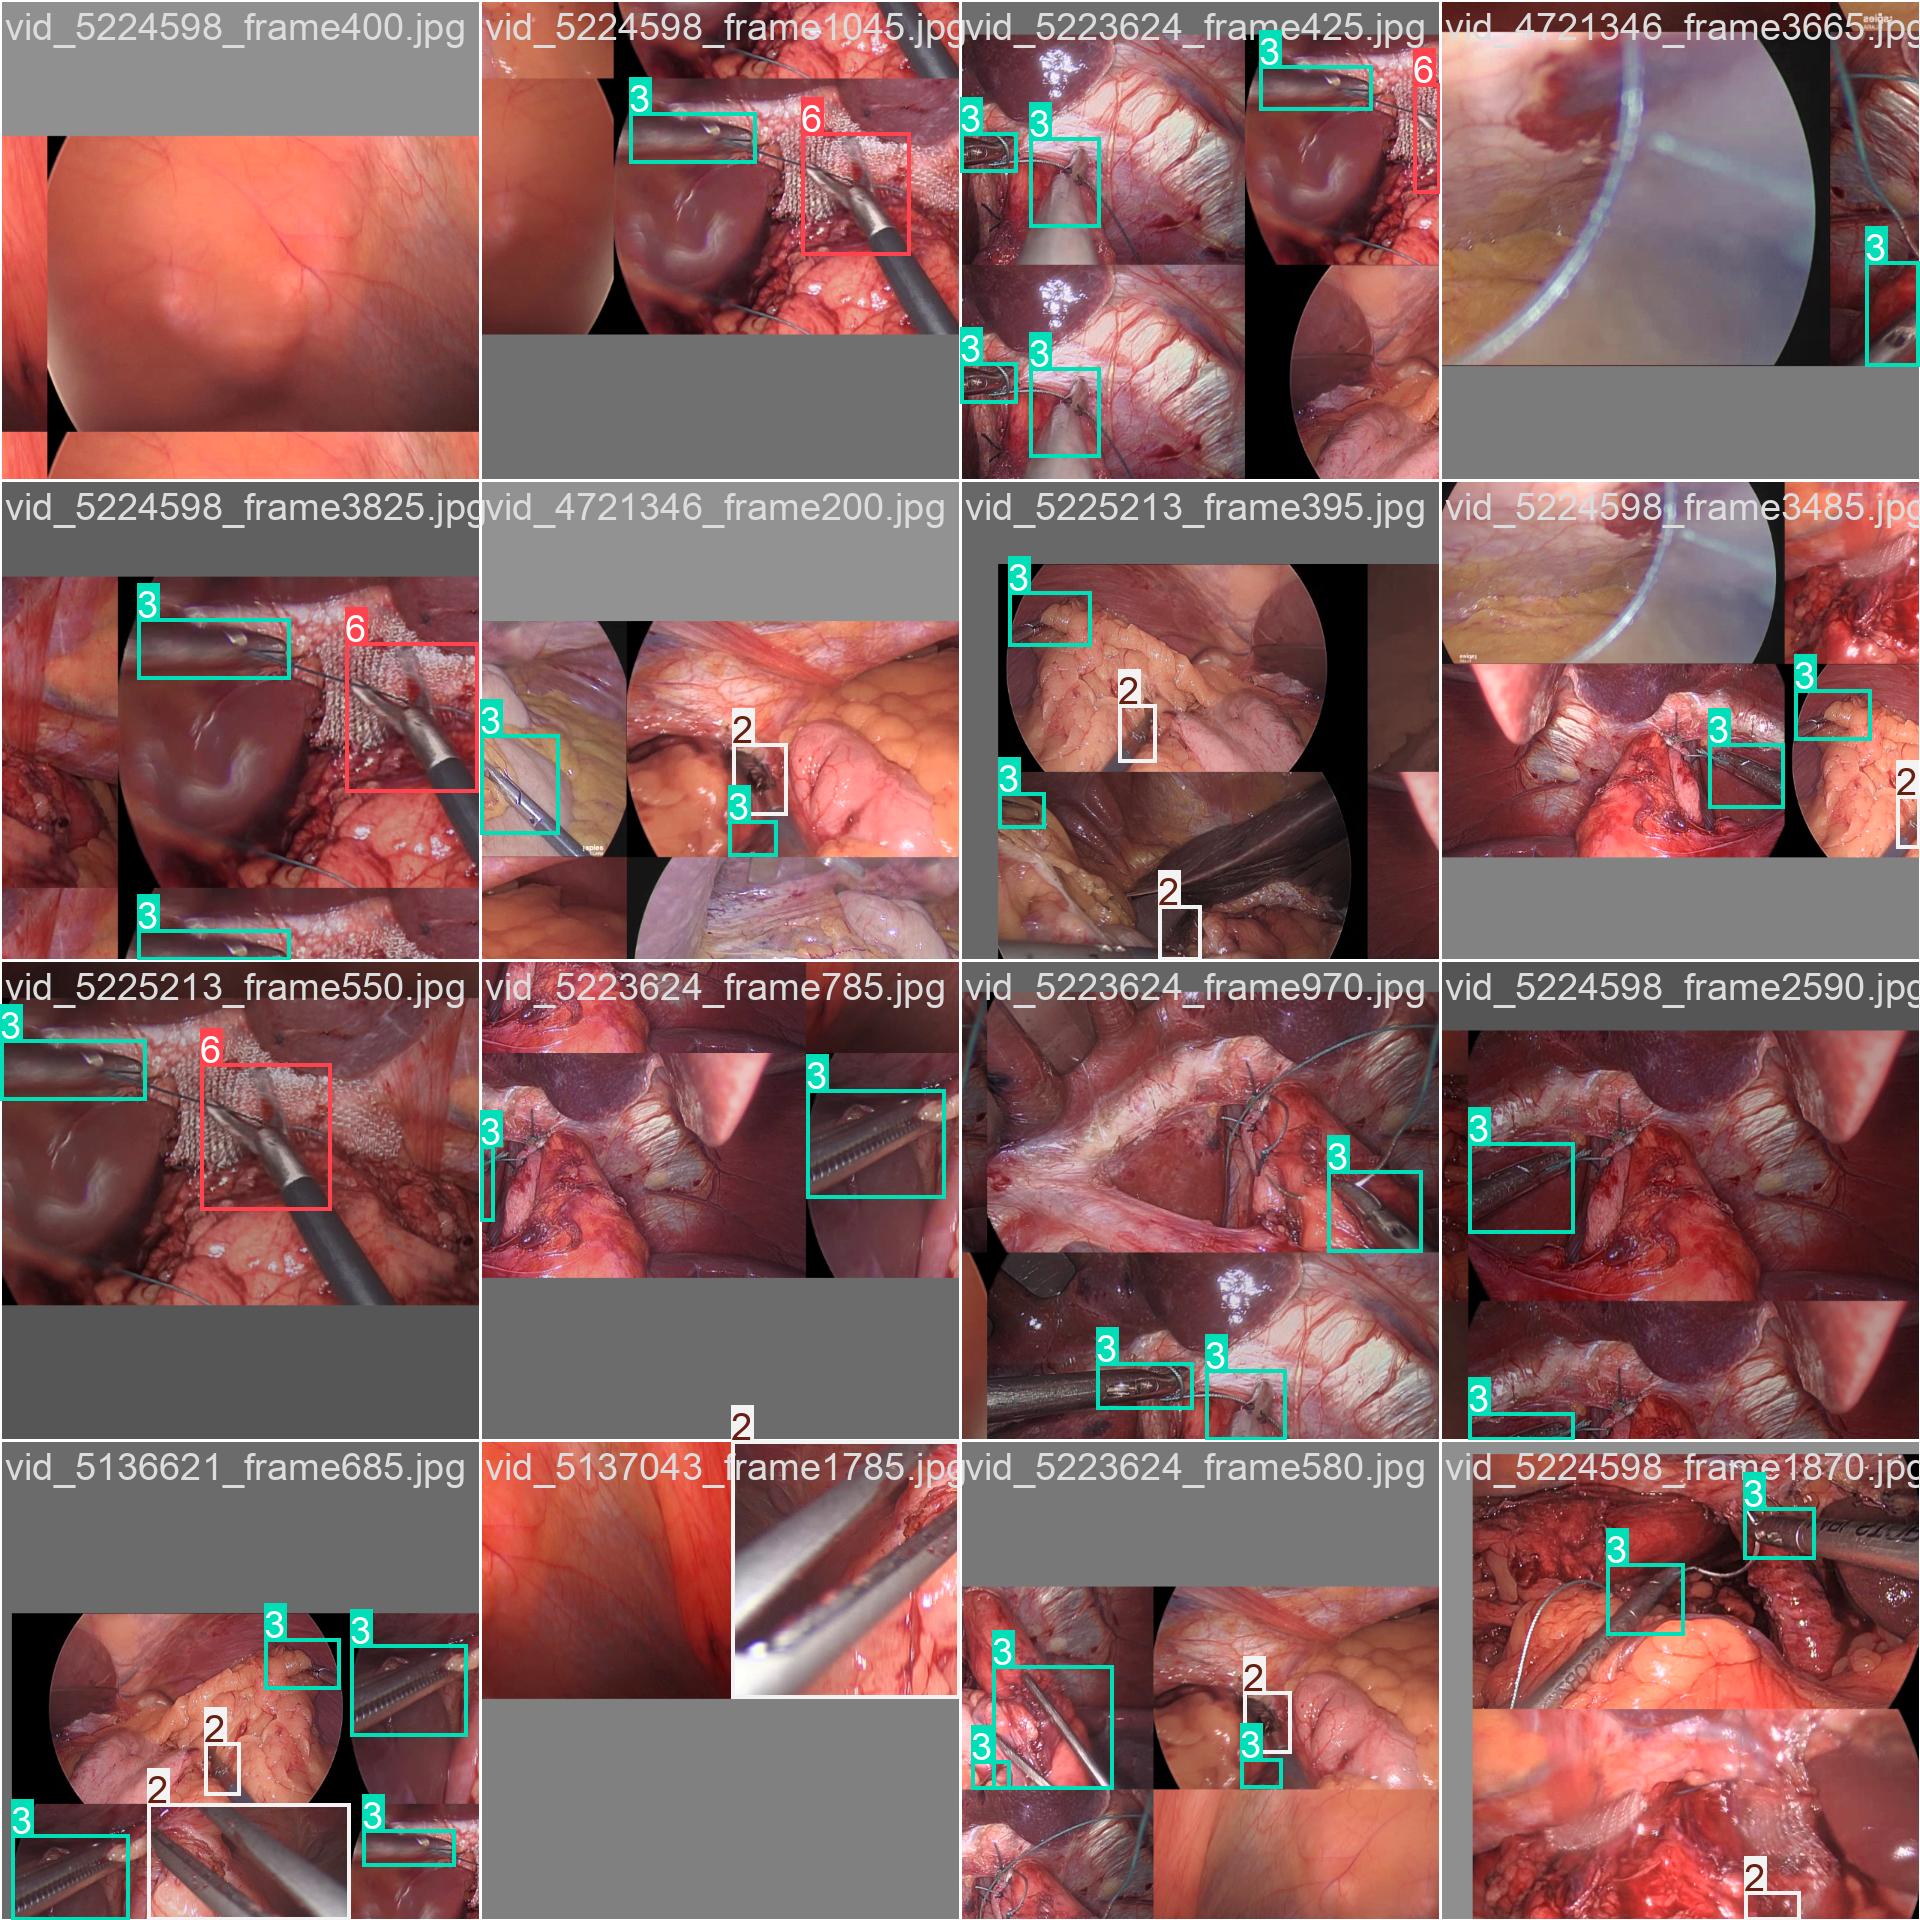 vid_5224598_frame400.jpg
vid_5224598_frame1045.jpg
3
6
vid_5223624_frame425.jpg
3
3
3
6
3
3
vid_4721346_frame3665.jpg
3
vid_5224598_frame3825.jpg
3
6
3
vid_4721346_frame200.jpg
3
2
3
vid_5225213_frame395.jpg
3
2
3
2
vid_5224598_frame3485.jpg
3
3
2
vid_5225213_frame550.jpg
3
6
vid_5223624_frame785.jpg
3
3
vid_5223624_frame970.jpg
3
3
3
vid_5224598_frame2590.jpg
3
3
vid_5136621_frame685.jpg
3
3
2
2
3
3
vid_5137043_frame1785.jpg
2
vid_5223624_frame580.jpg
3
2
3
3
vid_5224598_frame1870.jpg
3
3
2